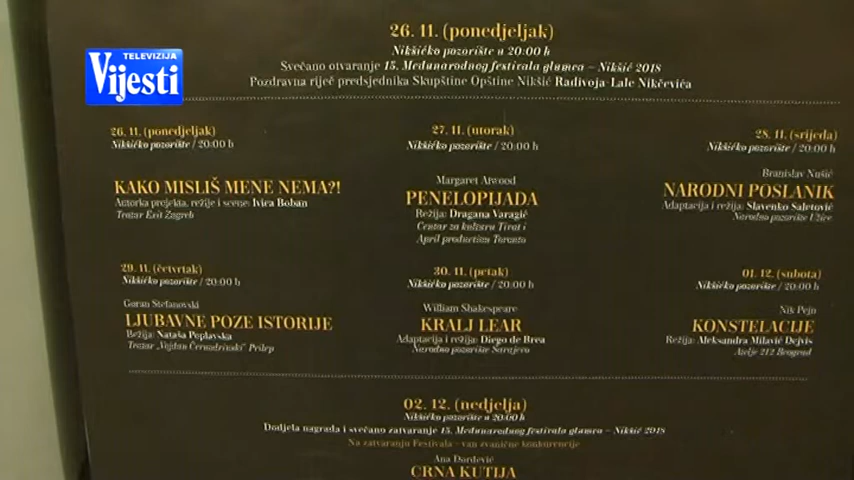 TELEVIZIJA
Vijesti
26. 11. (ponedjeljak)
Nikšićko pozorište u 20:00 h
Svečano otvaranje 15. Međunarodnog festivala glumca – Nikšić 2018
Pozdravna riječ predsjednika Skupštine Opštine Nikšić Radivoja-Lale Nikčevića
26. 11. (ponedjeljak)
Nikšićko pozorište / 20:00 h
KAKO MISLIŠ MENE NEMA?!
Autorka projekta, režije i scene: Ivica Boban
Teatar Exit Zagreb
27. 11. (utorak)
Nikšićko pozorište / 20:00 h
Margaret Atwood
PENELOPIJADA
Režija: Dragana Varagić
Centar za kulturu Tivat i
April production Toronto
28. 11. (srijeda)
Nikšićko pozorište / 20:00 h
Branislav Nušić
NARODNI POSLANIK
Adaptacija i režija: Slavenko Saletović
Narodno pozorište Užice
29. 11. (četvrtak)
Nikšićko pozorište / 20:00 h
Goran Stefanovski
LJUBAVNE POZE ISTORIJE
Režija: Nataša Poplavska
Teatar „Vojdan Černodrinski" Prilep
30. 11. (petak)
Nikšićko pozorište / 20:00 h
William Shakespeare
KRALJ LEAR
Adaptacija i režija: Diego de Brea
Narodno pozorište Sarajevo
01. 12. (subota)
Nikšićko pozorište / 20:00 h
Nik Pejn
KONSTELACIJE
Režija: Aleksandra Milavić Dejvis
Atelje 212 Beograd
02. 12. (nedjelja)
Nikšićko pozorište u 20:00 h
Dodjela nagrada i svečano zatvaranje 15. Međunarodnog festivala glumca – Nikšić 2018
Na zatvaranju Festivala – van zvanične konkurencije
Ana Đorđević
CRNA KUTIJA